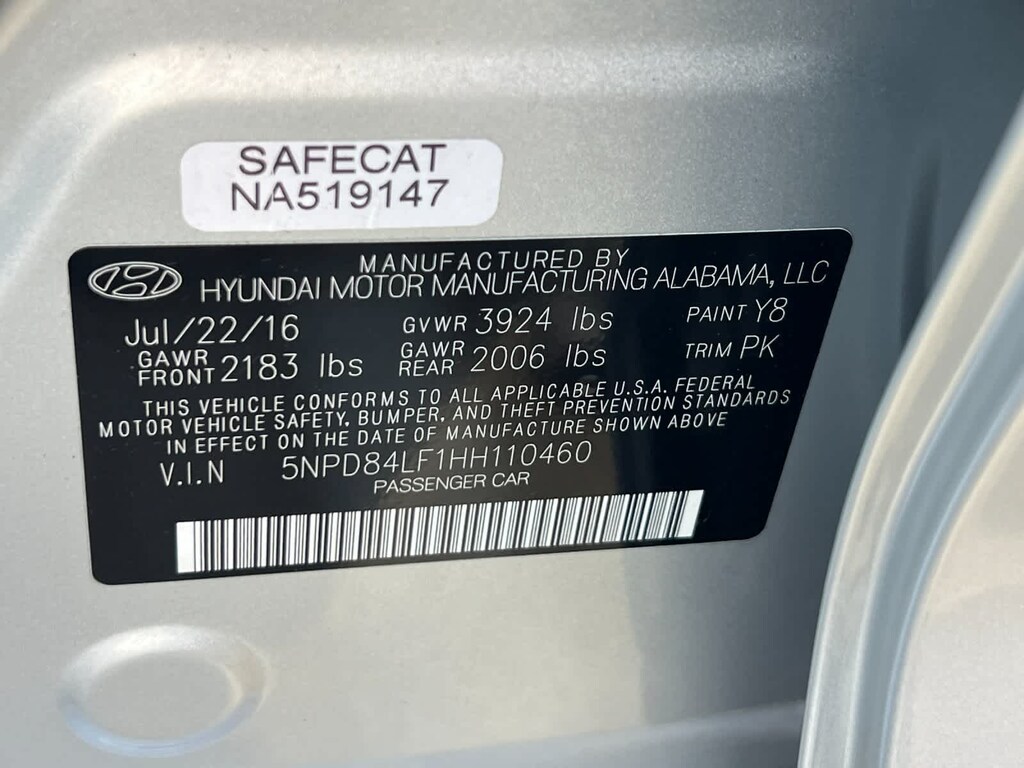 SAFECAT
NA519147
MANUFACTURED BY
HYUNDAI MOTOR MANUFACTURING ALABAMA, LLC
Jul/22/16 GVWR 3924 lbs PAINT Y8
GAWR FRONT 2183 lbs GAWR REAR 2006 lbs TRIM PK
THIS VEHICLE CONFORMS TO ALL APPLICABLE U.S.A. FEDERAL
MOTOR VEHICLE SAFETY, BUMPER, AND THEFT PREVENTION STANDARDS
IN EFFECT ON THE DATE OF MANUFACTURE SHOWN ABOVE
V.I.N 5NPD84LF1HH110460
PASSENGER CAR